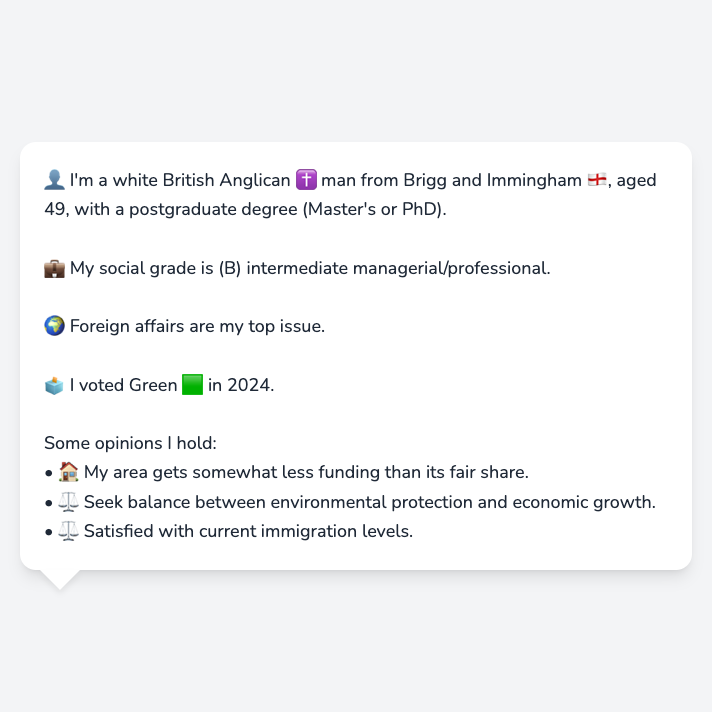 👤 I'm a white British Anglican ✝️ man from Brigg and Immingham 🏴󠁧󠁢󠁥󠁮󠁧󠁿, aged
49, with a postgraduate degree (Master's or PhD).
💼 My social grade is (B) intermediate managerial/professional.
🌍 Foreign affairs are my top issue.
🗳️ I voted Green 🟩 in 2024.
Some opinions I hold:
• 🏠 My area gets somewhat less funding than its fair share.
• ⚖️ Seek balance between environmental protection and economic growth.
• ⚖️ Satisfied with current immigration levels.